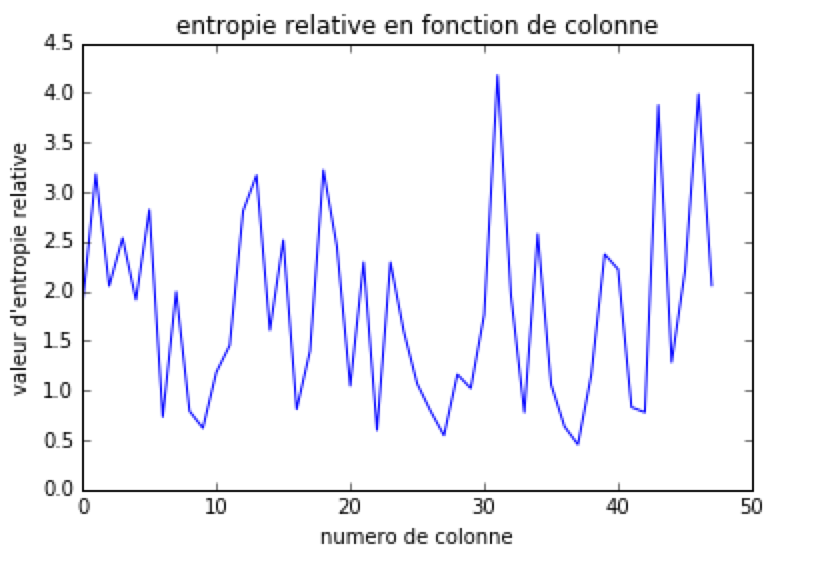 entropie relative en fonction de colonne
4.5
4.0
3.5
3.0
2.5
2.0
1.5
1.0
0.5
0.0
valeur d'entropie relative
0 10 20 30 40 50
numero de colonne